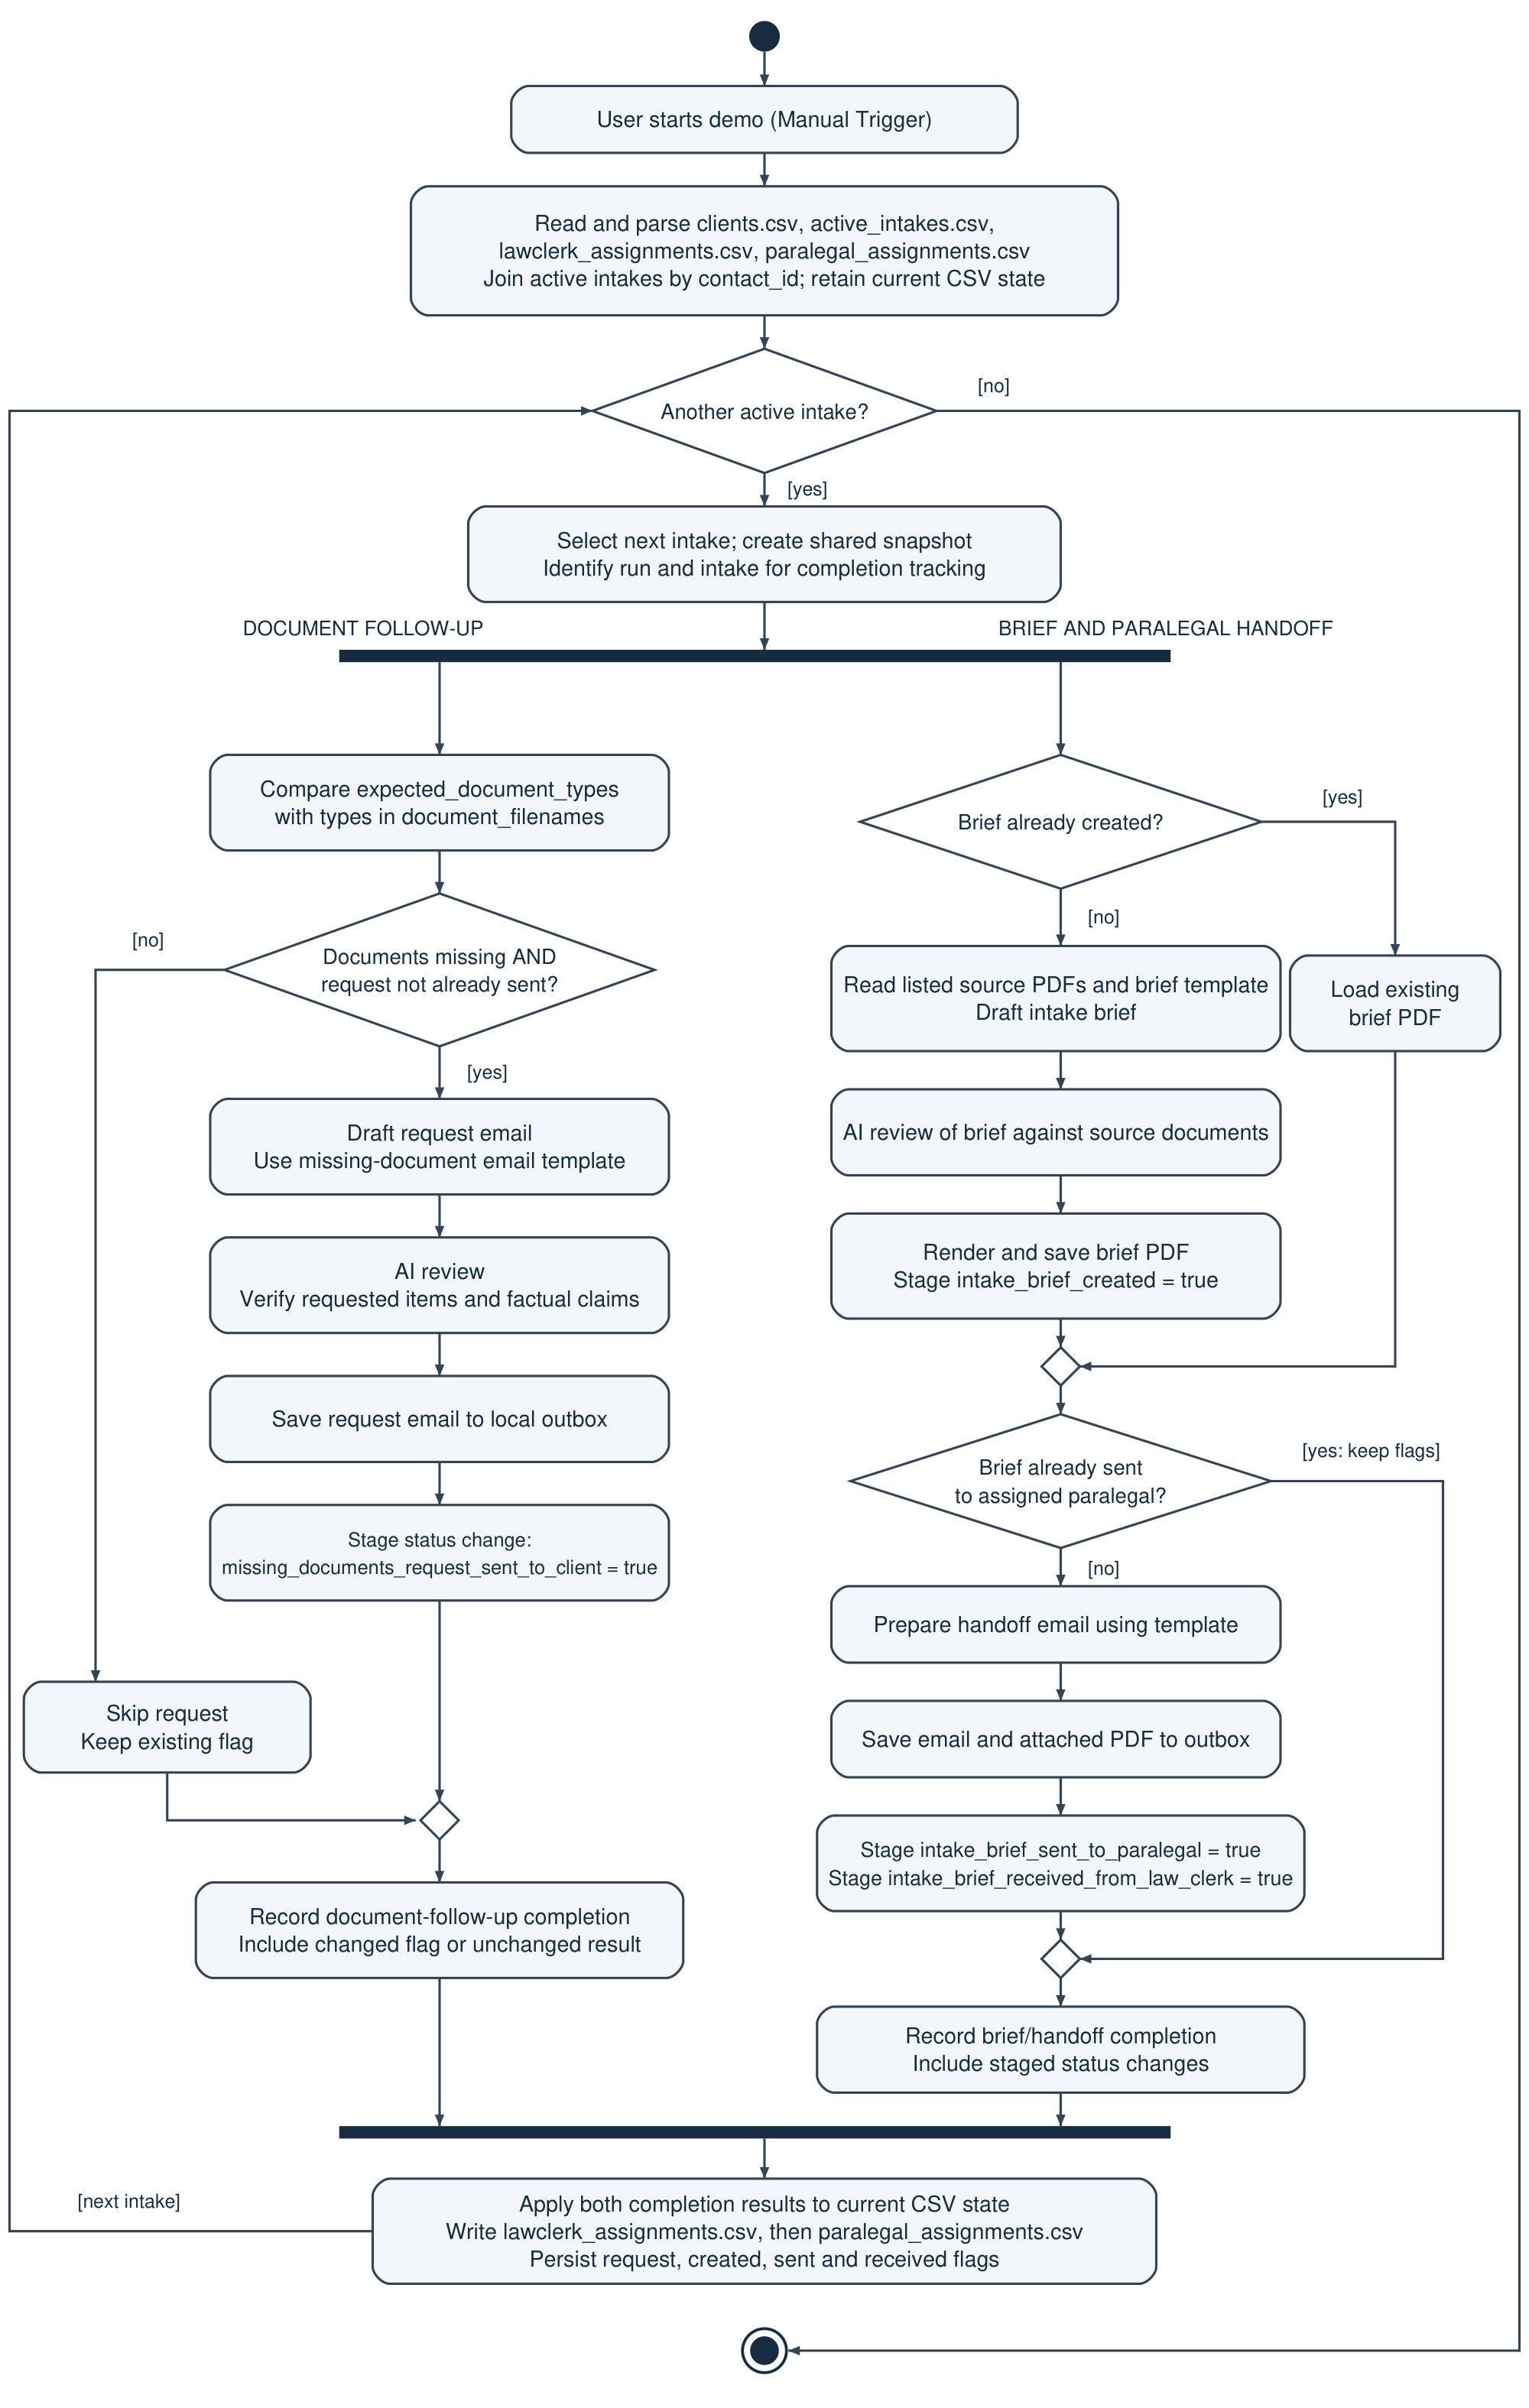 User starts demo (Manual Trigger)
Read and parse clients.csv, active_intakes.csv,
lawclerk_assignments.csv, paralegal_assignments.csv
Join active intakes by contact_id; retain current CSV state
Another active intake?
[no]
[yes]
Select next intake; create shared snapshot
Identify run and intake for completion tracking
DOCUMENT FOLLOW-UP
BRIEF AND PARALEGAL HANDOFF
Compare expected_document_types
with types in document_filenames
Documents missing AND
request not already sent?
[no]
[yes]
Draft request email
Use missing-document email template
AI review
Verify requested items and factual claims
Save request email to local outbox
Stage status change:
missing_documents_request_sent_to_client = true
Skip request
Keep existing flag
Record document-follow-up completion
Include changed flag or unchanged result
Brief already created?
[yes]
[no]
Read listed source PDFs and brief template
Draft intake brief
Load existing
brief PDF
AI review of brief against source documents
Render and save brief PDF
Stage intake_brief_created = true
Brief already sent
to assigned paralegal?
[yes: keep flags]
[no]
Prepare handoff email using template
Save email and attached PDF to outbox
Stage intake_brief_sent_to_paralegal = true
Stage intake_brief_received_from_law_clerk = true
Record brief/handoff completion
Include staged status changes
[next intake]
Apply both completion results to current CSV state
Write lawclerk_assignments.csv, then paralegal_assignments.csv
Persist request, created, sent and received flags